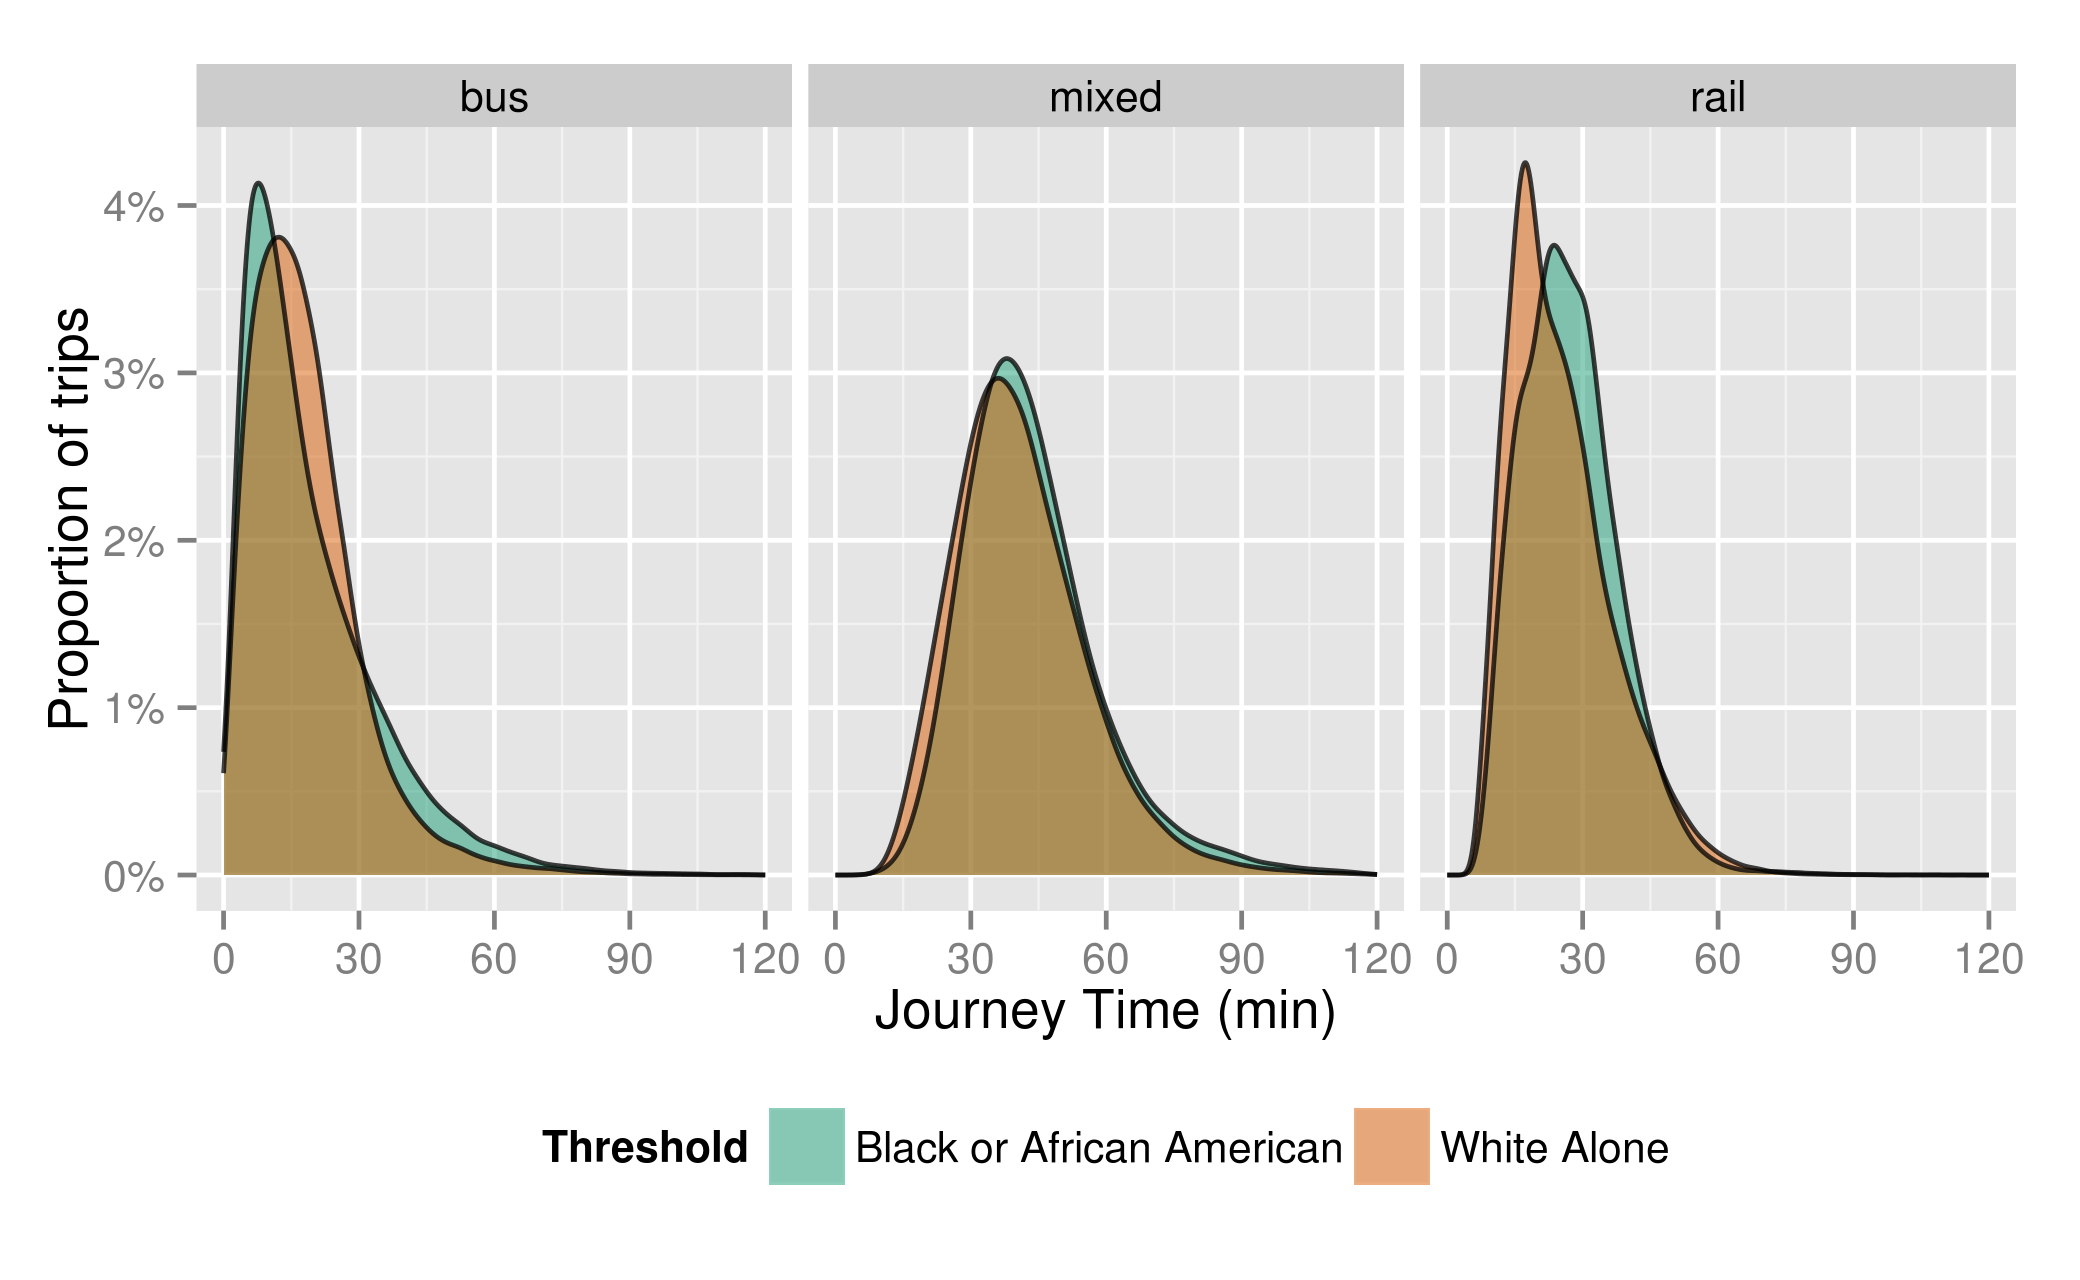 bus mixed rail
Proportion of trips
4%
3%
2%
1%
0%
0 30 60 90 120 0 30 60 90 120 0 30 60 90 120
Journey Time (min)
Threshold Black or African American White Alone